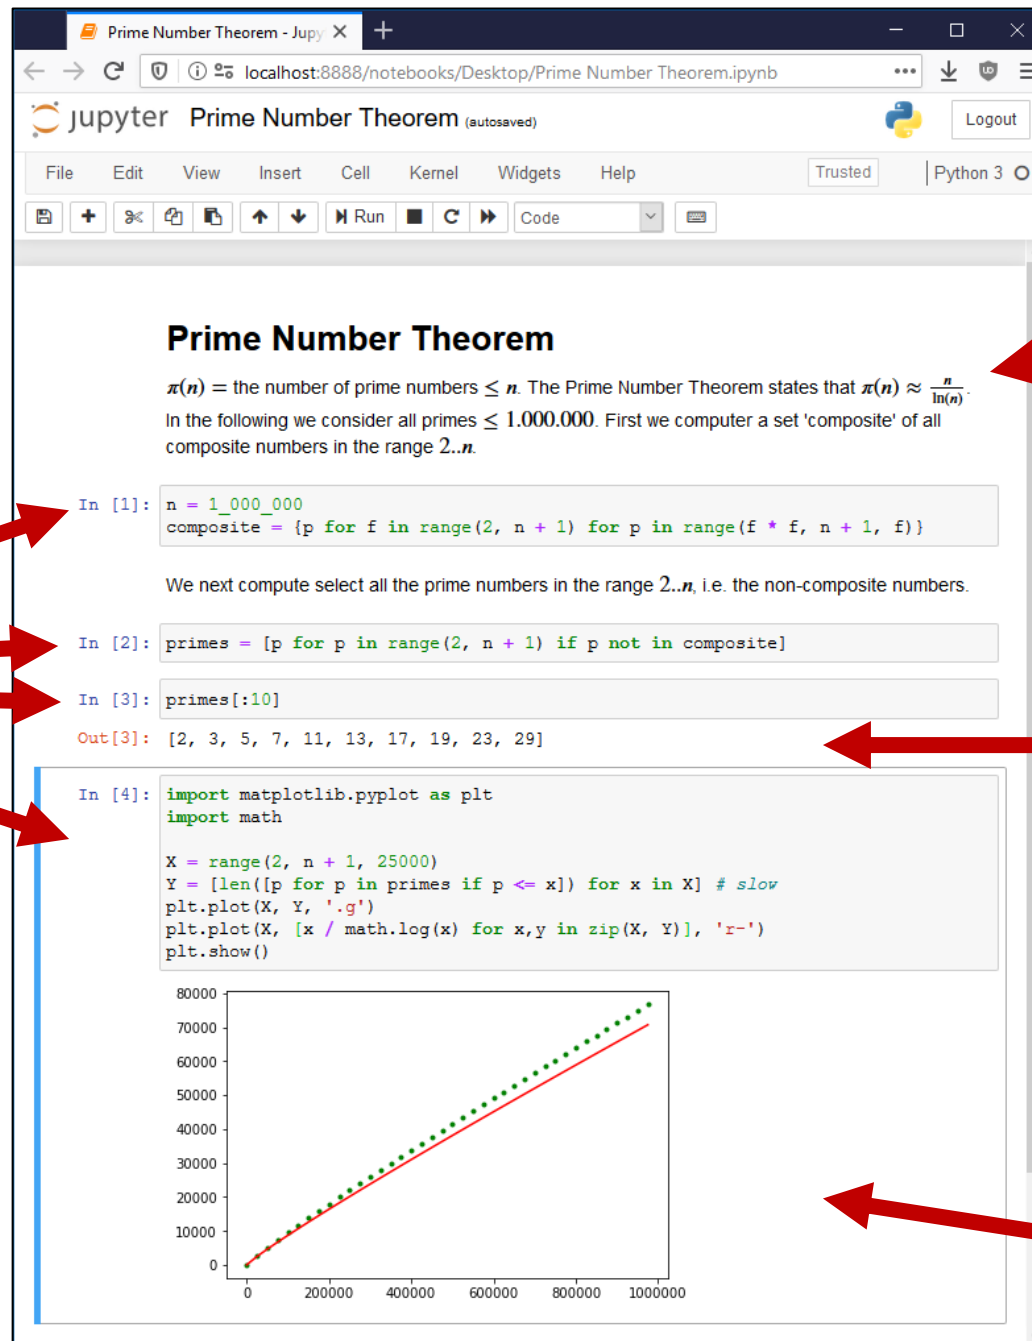 Prime Number Theorem - Jupy
localhost:8888/notebooks/Desktop/Prime Number Theorem.ipynb
jupyter Prime Number Theorem (autosaved)
Logout
File Edit View Insert Cell Kernel Widgets Help Trusted Python 3
Run Code
Prime Number Theorem
π(n) = the number of prime numbers ≤ n. The Prime Number Theorem states that π(n) ≈ n/ln(n).
In the following we consider all primes ≤ 1.000.000. First we computer a set 'composite' of all
composite numbers in the range 2..n.
In [1]: n = 1_000_000
composite = {p for f in range(2, n + 1) for p in range(f * f, n + 1, f)}
We next compute select all the prime numbers in the range 2..n, i.e. the non-composite numbers.
In [2]: primes = [p for p in range(2, n + 1) if p not in composite]
In [3]: primes[:10]
Out[3]: [2, 3, 5, 7, 11, 13, 17, 19, 23, 29]
In [4]: import matplotlib.pyplot as plt
import math
X = range(2, n + 1, 25000)
Y = [len([p for p in primes if p <= x]) for x in X] # slow
plt.plot(X, Y, '.g')
plt.plot(X, [x / math.log(x) for x,y in zip(X, Y)], 'r-')
plt.show()
80000
70000
60000
50000
40000
30000
20000
10000
0
0 200000 400000 600000 800000 1000000